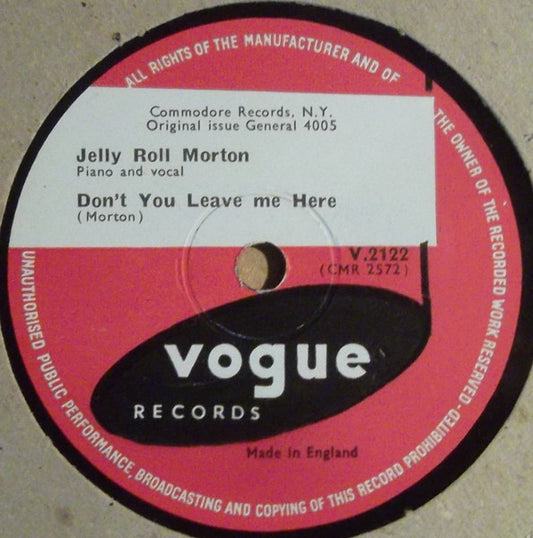 ALL RIGHTS OF THE MANUFACTURER AND OF THE OWNER OF THE RECORDED WORK RESERVED.
Commodore Records, N.Y.
Original issue General 4005
Jelly Roll Morton
Piano and vocal
Don't You Leave me Here
(Morton)
V.2122
(CMR 2572)
vogue
RECORDS
Made in England
UNAUTHORISED PUBLIC PERFORMANCE, BROADCASTING AND COPYING OF THIS RECORD PROHIBITED-